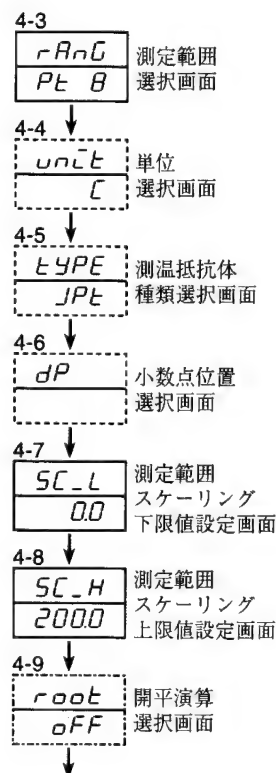 4-3
rAnG
測定範囲
Pt 8
選択画面
4-4
unit
単位
C
選択画面
4-5
tYPE
測温抵抗体
JPt
種類選択画面
4-6
dP
小数点位置
選択画面
4-7
SC_L
測定範囲
スケーリング
0.0
下限値設定画面
4-8
SC_H
測定範囲
スケーリング
200.0
上限値設定画面
4-9
root
開平演算
oFF
選択画面